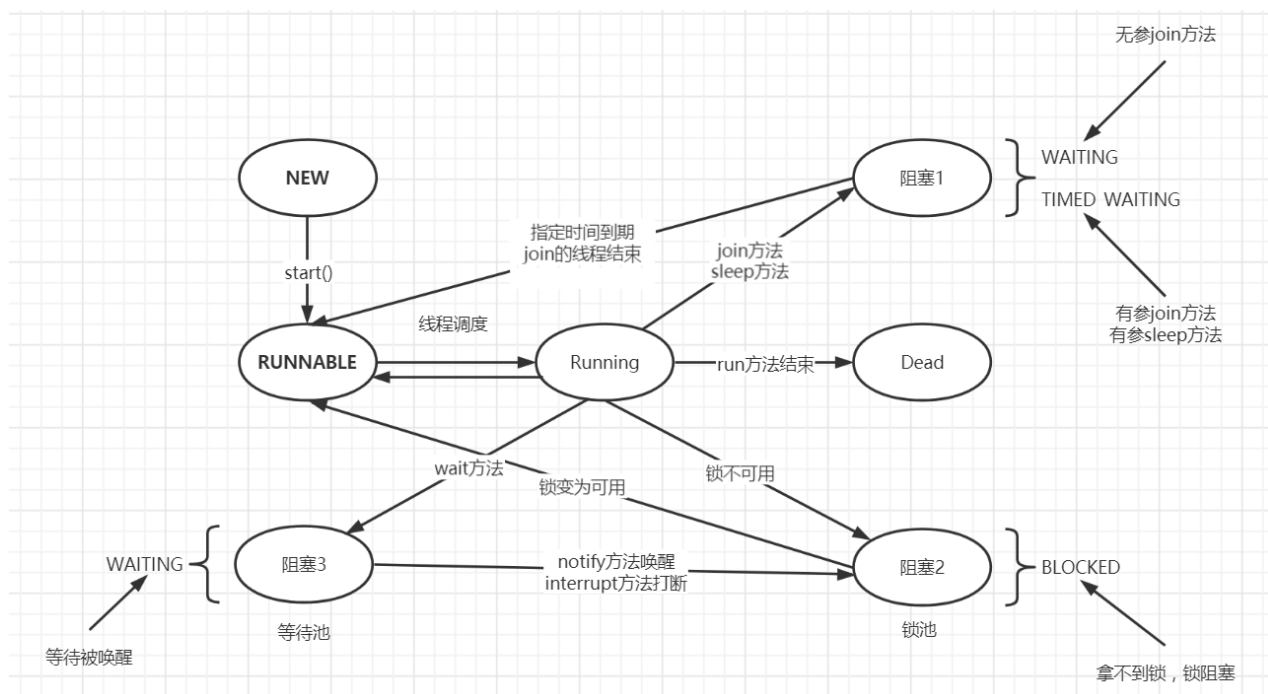 无参join方法
NEW
阻塞1
WAITING
TIMED WAITING
指定时间到期
join的线程结束
join方法
sleep方法
start()
有参join方法
有参sleep方法
线程调度
RUNNABLE
Running
run方法结束
Dead
wait方法
锁变为可用
锁不可用
WAITING
阻塞3
notify方法唤醒
interrupt方法打断
阻塞2
BLOCKED
等待池
锁池
等待被唤醒
拿不到锁，锁阻塞